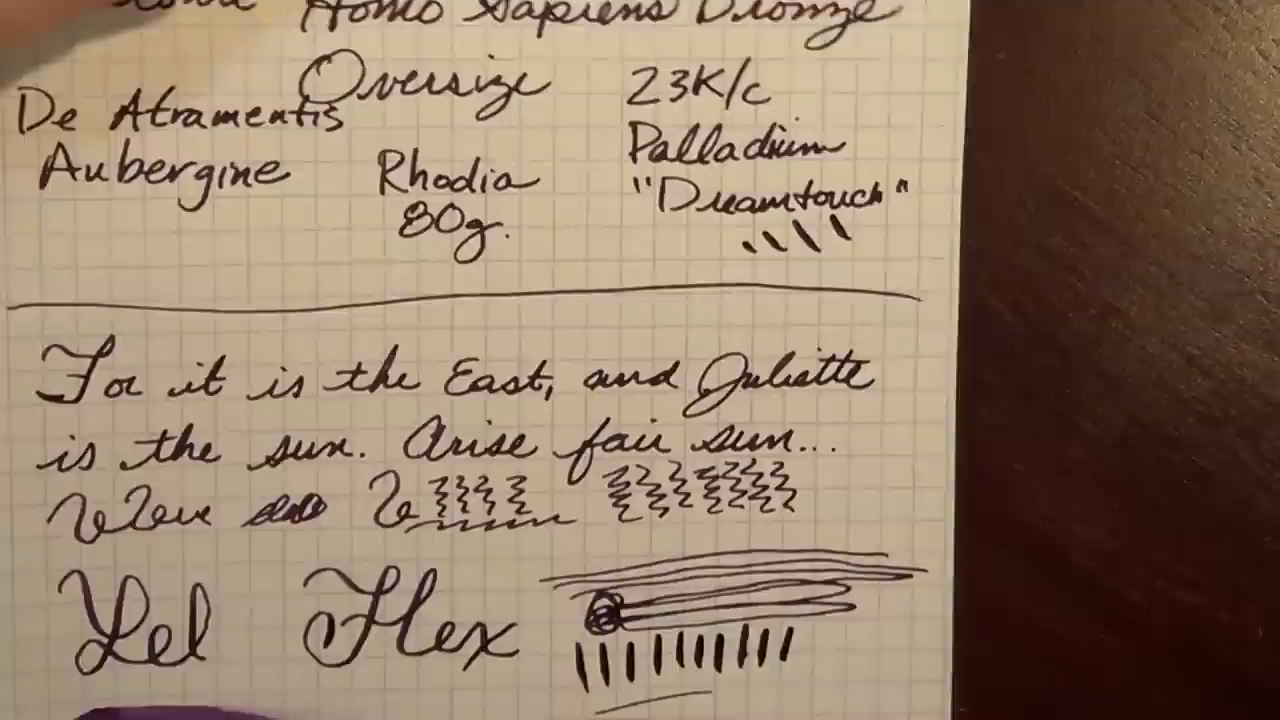 Homo Sapiens Bronze
Oversize
De Atramentis
Aubergine
Rhodia
80g.
23K/c
Palladium
"Dreamtouch"
For it is the East, and Juliette
is the sun. Arise fair sun...
Flex